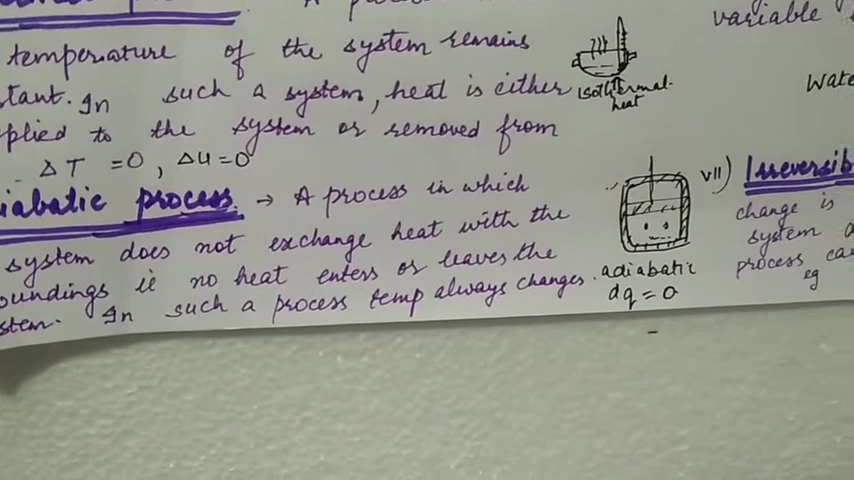 A
temperature of the system remains
stant. In such a system, heat is either
pplied to the system or removed from
ΔT = 0, ΔU = 0
isothermal
heat
iabatic process → A process in which
system does not exchange heat with the
oundings ie no heat enters or leaves the
stem. In such a process temp always changes.
adiabatic
dq = 0
variable
Wate
VII) Irreversib
change is
system a
process ca
eg